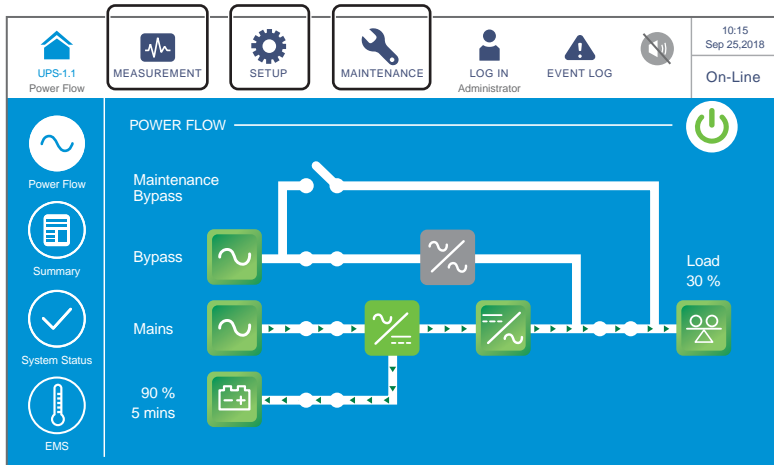 UPS-1.1
Power Flow
MEASUREMENT
SETUP
MAINTENANCE
LOG IN
Administrator
EVENT LOG
10:15
Sep 25,2018
On-Line
Power Flow
Summary
System Status
EMS
POWER FLOW
Maintenance
Bypass
Bypass
Mains
90 %
5 mins
Load
30 %